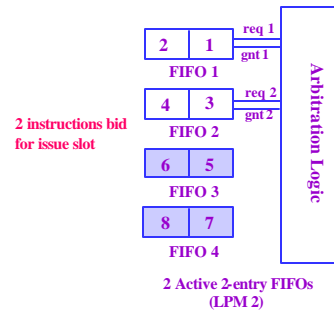 req 1
2 1
gnt 1
FIFO 1
req 2
4 3
gnt 2
FIFO 2
2 instructions bid
for issue slot
6 5
FIFO 3
8 7
FIFO 4
Arbitration Logic
2 Active 2-entry FIFOs
(LPM 2)